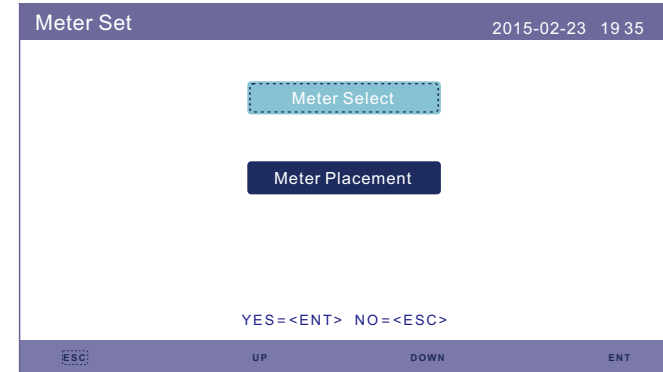 Meter Set 2015-02-23 19 35
Meter Select
Meter Placement
YES=<ENT> NO=<ESC>
ESC UP DOWN ENT